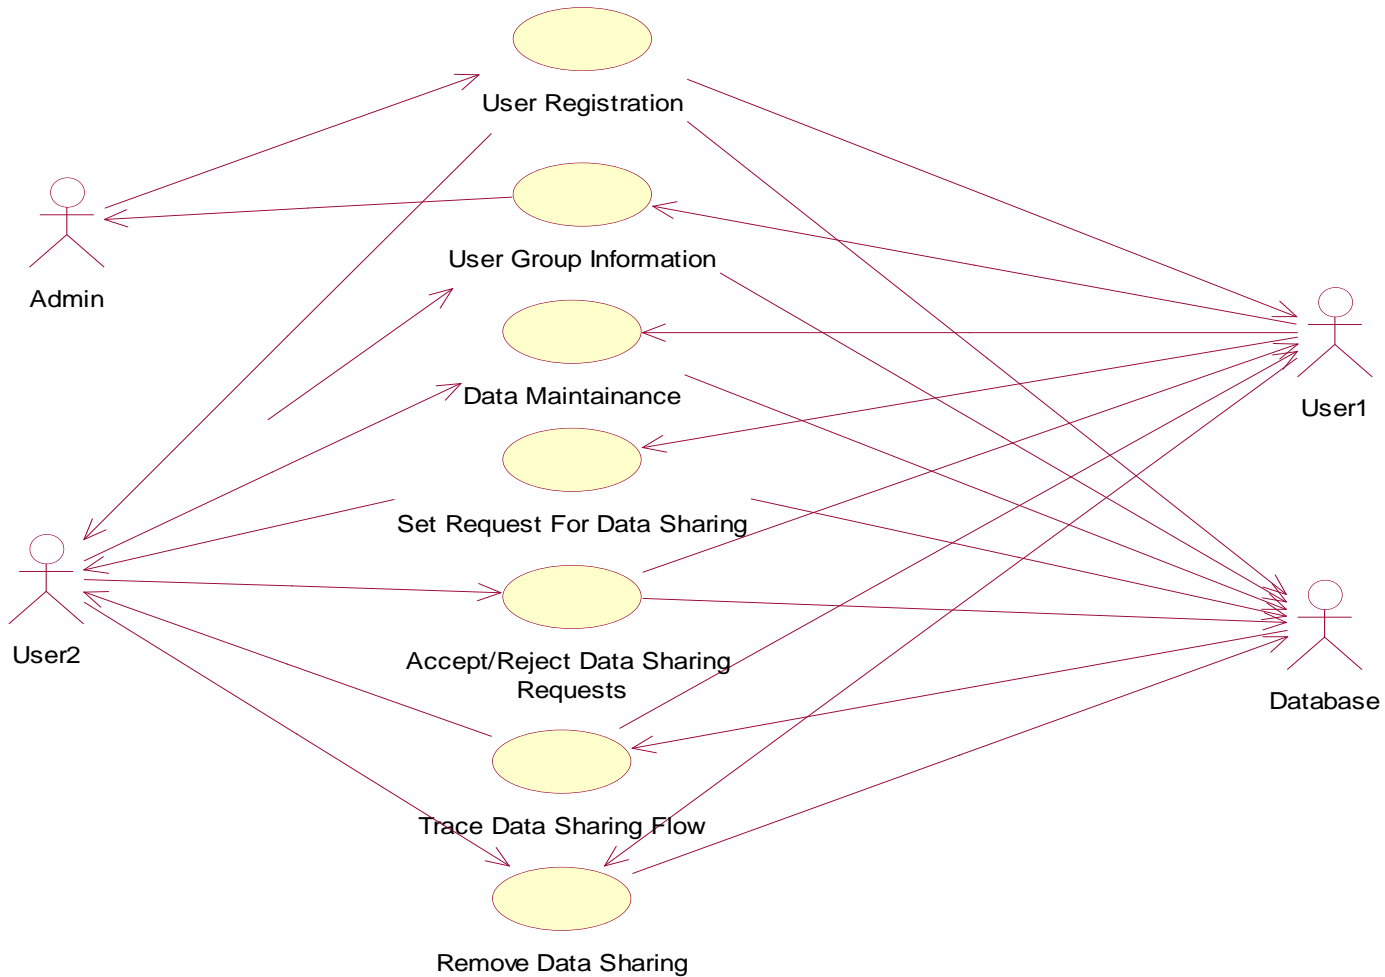 User Registration
User Group Information
Admin
Data Maintainance
User1
Set Request For Data Sharing
User2
Accept/Reject Data Sharing
Requests
Database
Trace Data Sharing Flow
Remove Data Sharing